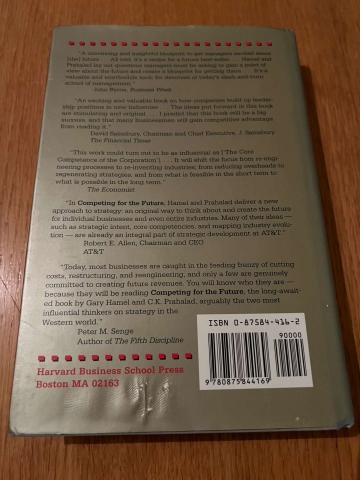 "A convincing and insightful blueprint to get managers excited about
[the] future . . . All told, it's a recipe for a future best-seller . . . Hamel and
Prahalad lay out questions managers must be asking to gain a point of
view about the future and create a blueprint for getting there . . . It's a
valuable and worthwhile book for denizens of today's slash and burn
school of management."
John Byrne, Business Week
"An exciting and valuable book on how companies build up leader-
ship positions in new industries . . . The ideas put forward in this book
are stimulating and original . . . I predict that this book will be a big
success, and that many businesses will gain competitive advantage
from reading it."
David Sainsbury, Chairman and Chief Executive, J. Sainsbury
The Financial Times
"This work could turn out to be as influential as ['The Core
Competence of the Corporation'] . . . It will shift the focus from re-engi-
neering processes to re-inventing industries; from reducing overheads to
regenerating strategies; and from what is feasible in the short term to
what is possible in the long term."
The Economist
"In Competing for the Future, Hamel and Prahalad deliver a new
approach to strategy: an original way to think about and create the future
for individual businesses and even entire industries. Many of their ideas —
such as strategic intent, core competencies, and mapping industry evolu-
tion — are already an integral part of strategic development at AT&T."
Robert E. Allen, Chairman and CEO
AT&T
"Today, most businesses are caught in the feeding frenzy of cutting
costs, restructuring, and reengineering, and only a few are genuinely
committed to creating future revenues. You will know who they are —
because they will be reading Competing for the Future, the long-await-
ed book by Gary Hamel and C.K. Prahalad, arguably the two most
influential thinkers on strategy in the
Western world."
Peter M. Senge
Author of The Fifth Discipline
Harvard Business School Press
Boston MA 02163
ISBN 0-87584-416-2
90000
9 780875 844169